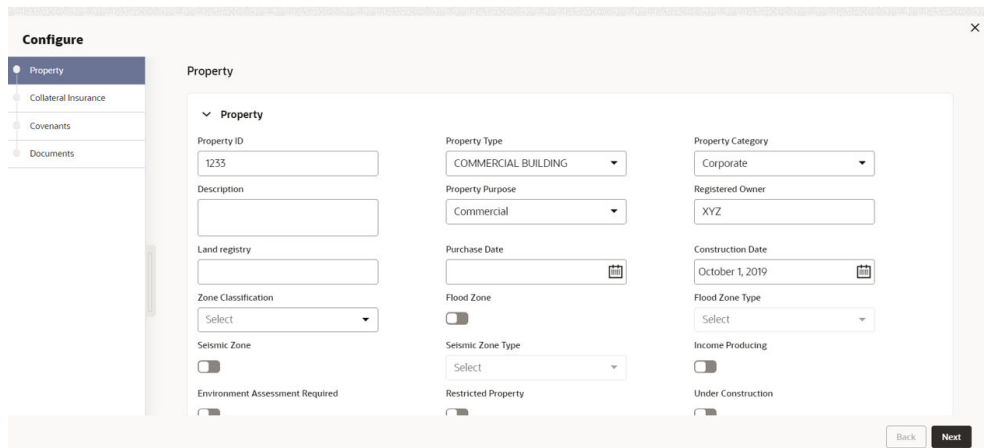 Configure
Property
Collateral Insurance
Covenants
Documents
Property
Property
Property ID
Property Type
Property Category
1233
COMMERCIAL BUILDING
Corporate
Description
Property Purpose
Registered Owner
Commercial
XYZ
Land registry
Purchase Date
Construction Date
October 1, 2019
Zone Classification
Flood Zone
Flood Zone Type
Select
Select
Seismic Zone
Seismic Zone Type
Income Producing
Select
Environment Assessment Required
Restricted Property
Under Construction
Back
Next